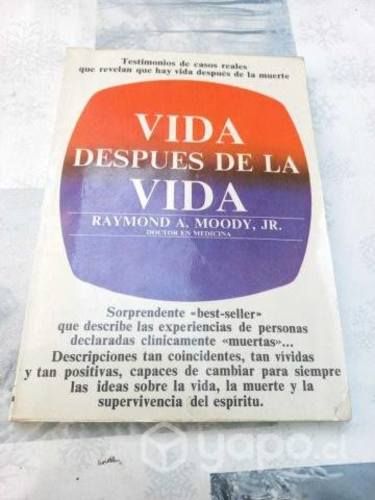 Testimonios de casos reales
que revelan que hay vida después de la muerte
VIDA
DESPUES DE LA
VIDA
RAYMOND A. MOODY, JR.
DOCTOR EN MEDICINA
Sorprendente «best-seller»
que describe las experiencias de personas
declaradas clínicamente «muertas»...
Descripciones tan coincidentes, tan vívidas
y tan positivas, capaces de cambiar para siempre
las ideas sobre la vida, la muerte y la
supervivencia del espíritu.
yapo.cl